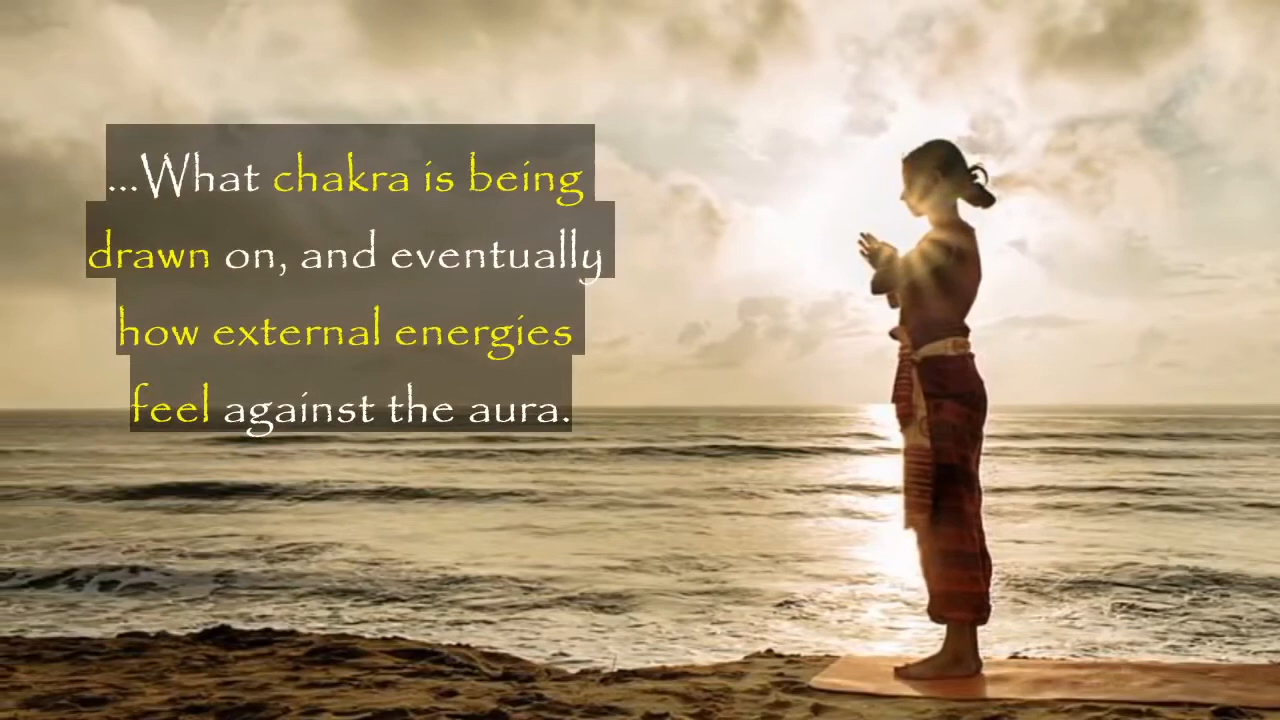 ...What chakra is being
drawn on, and eventually
how external energies
feel against the aura.